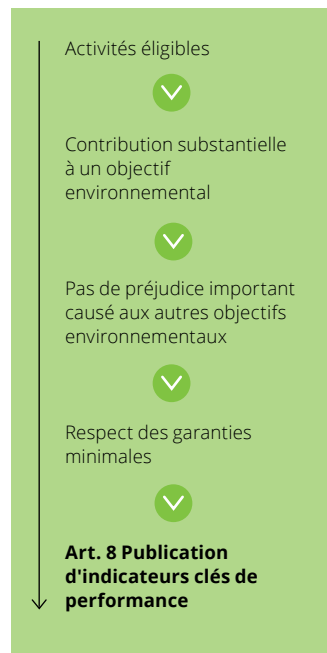 Activités éligibles
Contribution substantielle
à un objectif
environnemental
Pas de préjudice important
causé aux autres objectifs
environnementaux
Respect des garanties
minimales
Art. 8 Publication
d'indicateurs clés de
performance